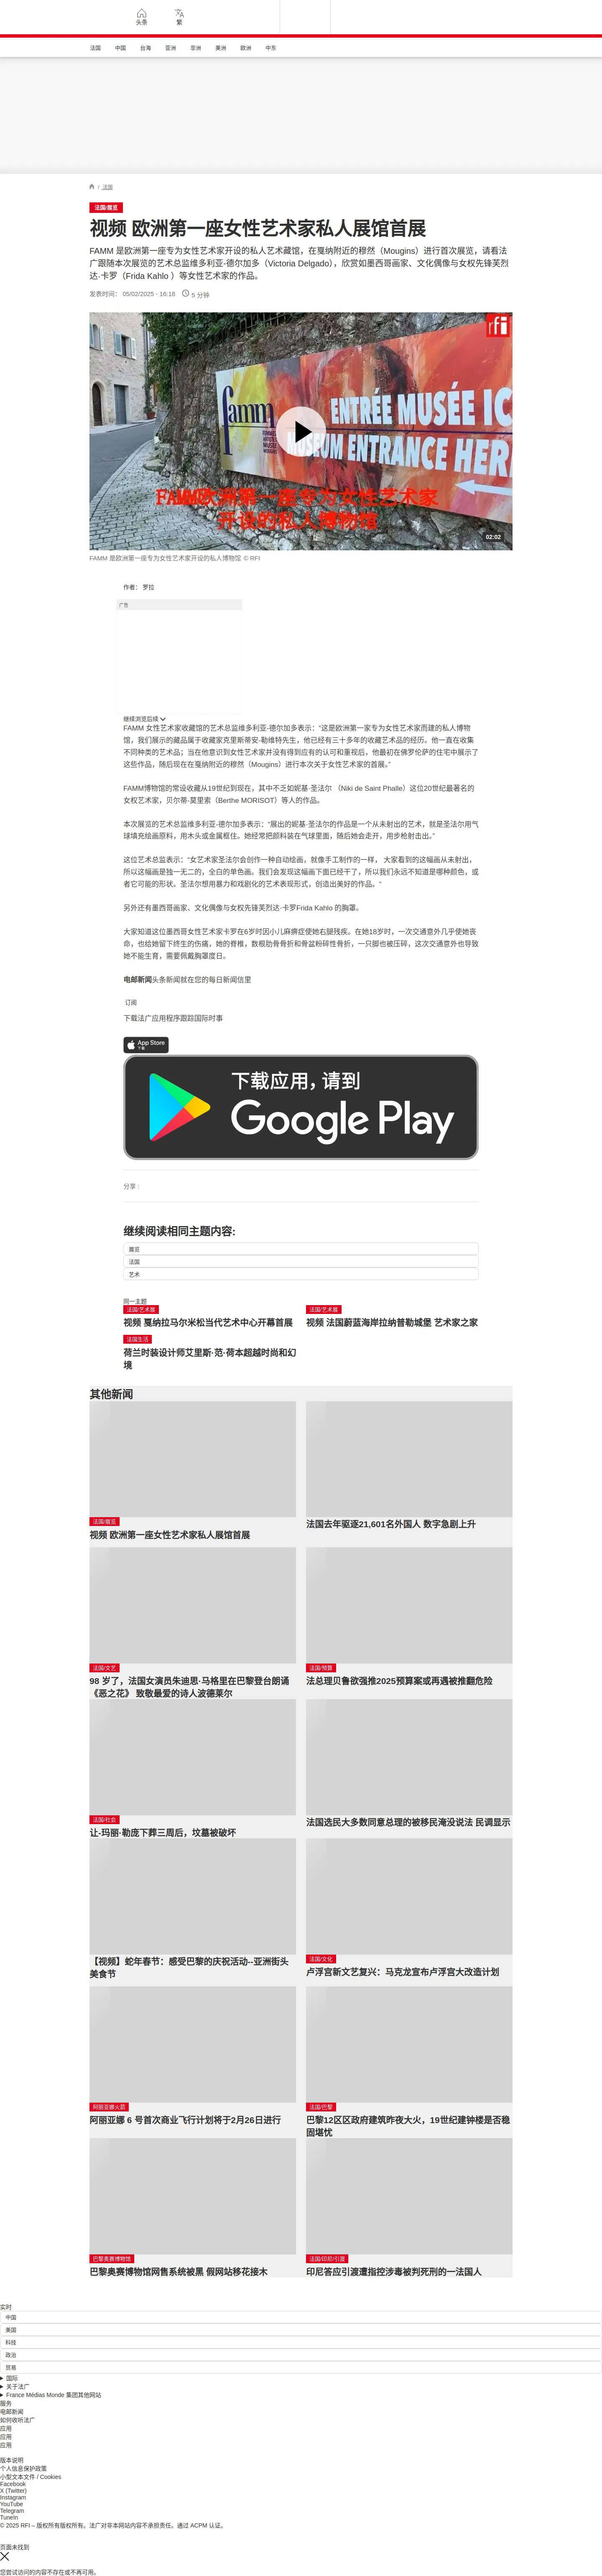 头条
繁
法国
中国
台海
亚洲
非洲
美洲
欧洲
中东
/ 法国
法国/展览
视频 欧洲第一座女性艺术家私人展馆首展
FAMM 是欧洲第一座专为女性艺术家开设的私人艺术藏馆，在戛纳附近的穆然（Mougins）进行首次展览，请看法
广跟随本次展览的艺术总监维多利亚-德尔加多（Victoria Delgado），欣赏如墨西哥画家、文化偶像与女权先锋芙烈
达·卡罗（Frida Kahlo ）等女性艺术家的作品。
发表时间： 05/02/2025 - 16:18
5 分钟
rfi
famm
ENTRÉE MUSÉE IC
MUSEUM ENTRANCE HER
FAMM欧洲第一座专为女性艺术家
开设的私人博物馆
02:02
FAMM 是欧洲第一座专为女性艺术家开设的私人博物馆 © RFI
作者： 罗拉
广告
继续浏览后续
FAMM 女性艺术家收藏馆的艺术总监维多利亚-德尔加多表示：“这是欧洲第一家专为女性艺术家而建的私人博物
馆，我们展示的藏品属于收藏家克里斯蒂安-勒维特先生，他已经有三十多年的收藏艺术品的经历。他一直在收集
不同种类的艺术品；当在他意识到女性艺术家并没有得到应有的认可和重视后，他最初在佛罗伦萨的住宅中展示了
这些作品，随后现在在戛纳附近的穆然（Mougins）进行本次关于女性艺术家的首展。”
FAMM博物馆的常设收藏从19世纪到现在，其中不乏如妮基·圣法尔 （Niki de Saint Phalle）这位20世纪最著名的
女权艺术家，贝尔蒂·莫里索（Berthe MORISOT）等人的作品。
本次展览的艺术总监维多利亚-德尔加多表示：“展出的妮基·圣法尔的作品是一个从未射出的艺术，就是圣法尔用气
球填充绘画原料，用木头或金属框住。她经常把颜料装在气球里面，随后她会走开，用步枪射击出。”
这位艺术总监表示：“女艺术家圣法尔会创作一种自动绘画，就像手工制作的一样， 大家看到的这幅画从未射出，
所以这幅画是独一无二的，全白的单色画。我们会发现这幅画下面已经干了，所以我们永远不知道是哪种颜色，或
者它可能的形状。圣法尔想用暴力和戏剧化的艺术表现形式，创造出美好的作品。”
另外还有墨西哥画家、文化偶像与女权先锋芙烈达·卡罗Frida Kahlo 的胸罩。
大家知道这位墨西哥女性艺术家卡罗在6岁时因小儿麻痹症使她右腿残疾。在她18岁时，一次交通意外几乎使她丧
命，也给她留下终生的伤痛，她的脊椎，数根肋骨骨折和骨盆粉碎性骨折，一只脚也被压碎，这次交通意外也导致
她不能生育，需要佩戴胸罩度日。
电邮新闻头条新闻就在您的每日新闻信里
订阅
下载法广应用程序跟踪国际时事
App Store
下载
下载应用，请到
Google Play
分享 :
继续阅读相同主题内容:
展览
法国
艺术
同一主题
法国/艺术展
视频 戛纳拉马尔米松当代艺术中心开幕首展
法国/艺术展
视频 法国蔚蓝海岸拉纳普勒城堡 艺术家之家
法国生活
荷兰时装设计师艾里斯·范·荷本超越时尚和幻
境
其他新闻
法国/展览
视频 欧洲第一座女性艺术家私人展馆首展
法国去年驱逐21,601名外国人 数字急剧上升
法国/文艺
98 岁了，法国女演员朱迪思·马格里在巴黎登台朗诵
《恶之花》 致敬最爱的诗人波德莱尔
法国/预算
法总理贝鲁欲强推2025预算案或再遇被推翻危险
法国/社会
让-玛丽·勒庞下葬三周后，坟墓被破坏
法国选民大多数同意总理的被移民淹没说法 民调显示
【视频】蛇年春节：感受巴黎的庆祝活动--亚洲街头
美食节
法国/文化
卢浮宫新文艺复兴：马克龙宣布卢浮宫大改造计划
阿丽亚娜火箭
阿丽亚娜 6 号首次商业飞行计划将于2月26日进行
法国/巴黎
巴黎12区区政府建筑昨夜大火，19世纪建钟楼是否稳
固堪忧
巴黎奥赛博物馆
巴黎奥赛博物馆网售系统被黑 假网站移花接木
法国/印尼/引渡
印尼答应引渡遭指控涉毒被判死刑的一法国人
实时
中国
美国
科技
政治
贸易
国际
关于法广
France Médias Monde 集团其他网站
服务
电邮新闻
如何收听法广
应用
应用
应用
版本说明
个人信息保护政策
小型文本文件 / Cookies
Facebook
X (Twitter)
Instagram
YouTube
Telegram
TuneIn
© 2025 RFI – 版权所有版权所有。法广对非本网站内容不承担责任。通过 ACPM 认证。
页面未找到
您尝试访问的内容不存在或不再可用。